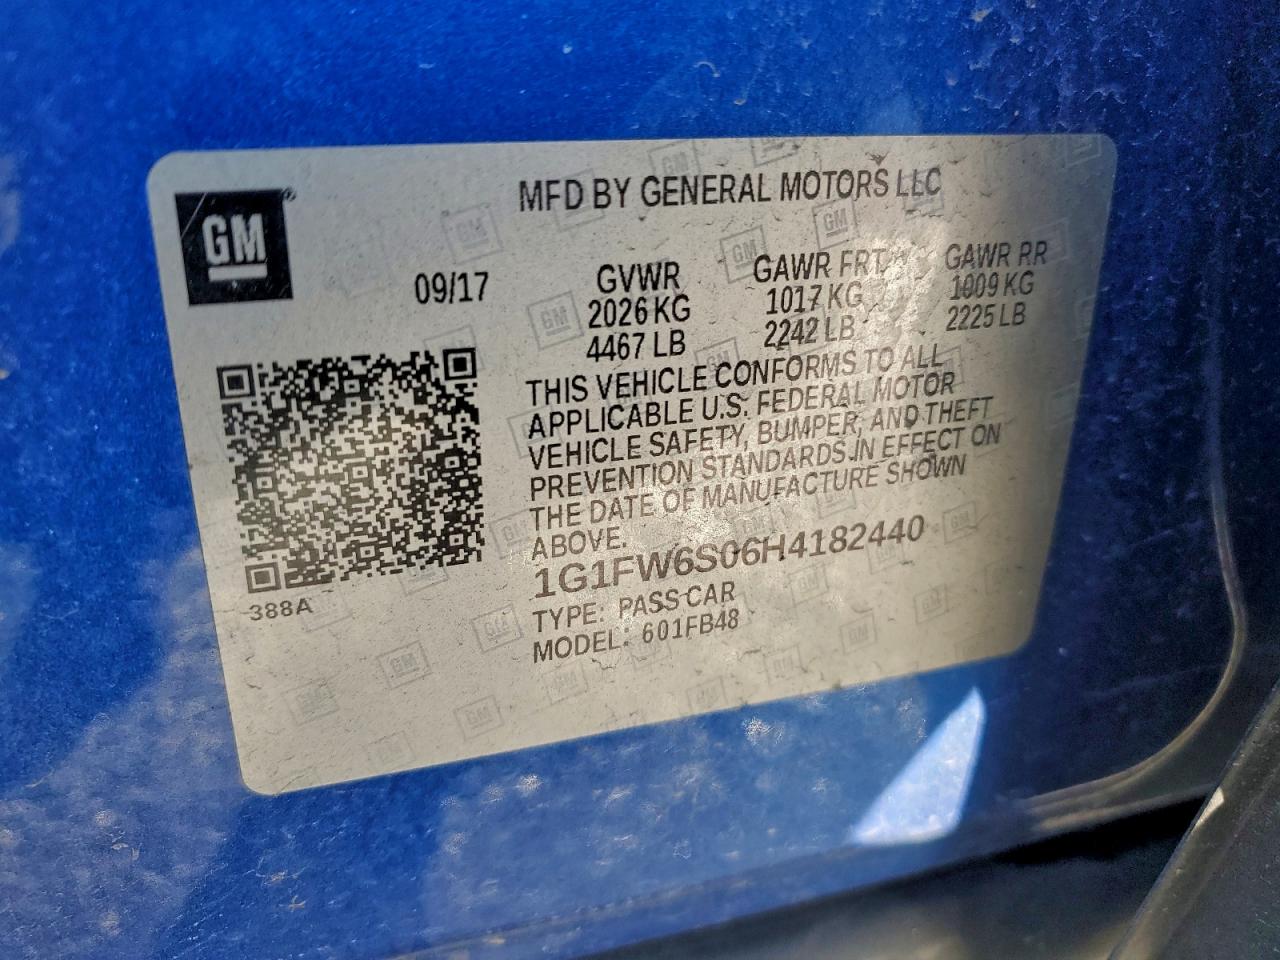 MFD BY GENERAL MOTORS LLC
GM
09/17
GVWR
2026 KG
4467 LB
GAWR FRT
1017 KG
2242 LB
GAWR RR
1009 KG
2225 LB
THIS VEHICLE CONFORMS TO ALL
APPLICABLE U.S. FEDERAL MOTOR
VEHICLE SAFETY, BUMPER, AND THEFT
PREVENTION STANDARDS IN EFFECT ON
THE DATE OF MANUFACTURE SHOWN
ABOVE.
1G1FW6S06H4182440
TYPE: PASS CAR
MODEL: 601FB48
388A